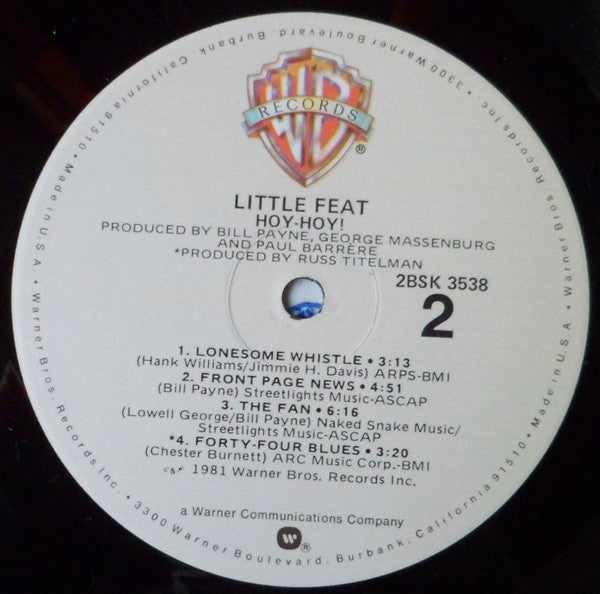 WB
RECORDS
®
LITTLE FEAT
HOY-HOY!
PRODUCED BY BILL PAYNE, GEORGE MASSENBURG
AND PAUL BARRÈRE
*PRODUCED BY RUSS TITELMAN
2BSK 3538
2
1. LONESOME WHISTLE • 3:13
(Hank Williams/Jimmie H. Davis) ARPS-BMI
2. FRONT PAGE NEWS • 4:51
(Bill Payne) Streetlights Music-ASCAP
3. THE FAN • 6:16
(Lowell George/Bill Payne) Naked Snake Music/
Streetlights Music-ASCAP
*4. FORTY-FOUR BLUES • 3:20
(Chester Burnett) ARC Music Corp.-BMI
℗ 1981 Warner Bros. Records Inc.
a Warner Communications Company
®
Warner Bros. Records Inc. • 3300 Warner Boulevard, Burbank, California 91510 • Made in U.S.A. • Warner Bros. Records Inc. • 3300 Warner Boulevard, Burbank, California 91510 • Made in U.S.A. •